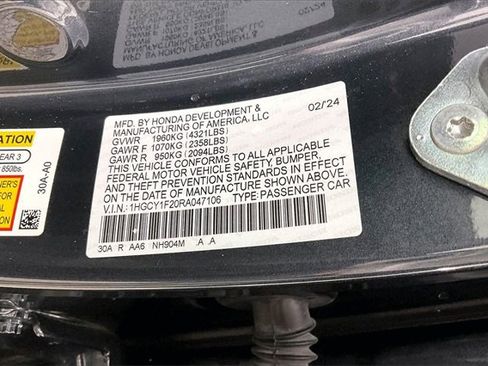 MFD. BY HONDA DEVELOPMENT & 02/'24
MANUFACTURING OF AMERICA, LLC
GVWR 1960KG (4321LBS)
GAWR F 1070KG (2358LBS)
GAWR R 950KG (2094LBS)
THIS VEHICLE CONFORMS TO ALL APPLICABLE
FEDERAL MOTOR VEHICLE SAFETY, BUMPER,
AND THEFT PREVENTION STANDARDS IN EFFECT
ON THE DATE OF MANUFACTURE SHOWN ABOVE.
V.I.N.: 1HGCY1F20RA047106 TYPE: PASSENGER CAR
30A R AA6 NH904M A A
30A-A0
EAR 3